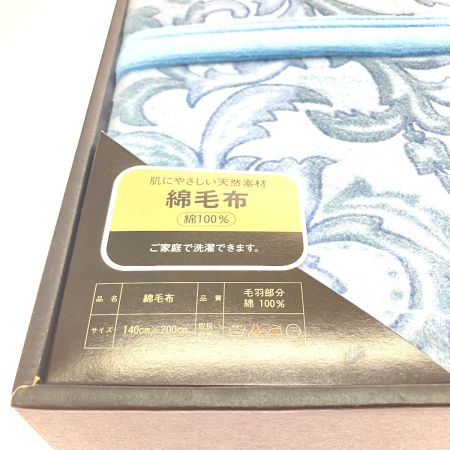 肌にやさしい天然素材
綿毛布
綿100%
ご家庭で洗濯できます。
品名 綿毛布 品質 毛羽部分
綿 100%
サイズ 140cm×200cm 取扱い